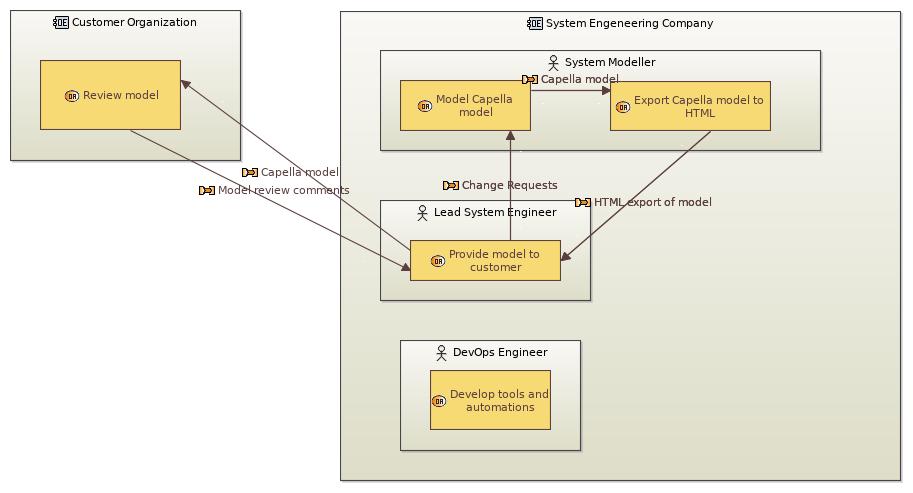 Customer Organization
Review model
System Engeneering Company
System Modeller
Capella model
Model Capella
model
Export Capella model to
HTML
Capella model
Model review comments
Change Requests
HTML export of model
Lead System Engineer
Provide model to
customer
DevOps Engineer
Develop tools and
automations